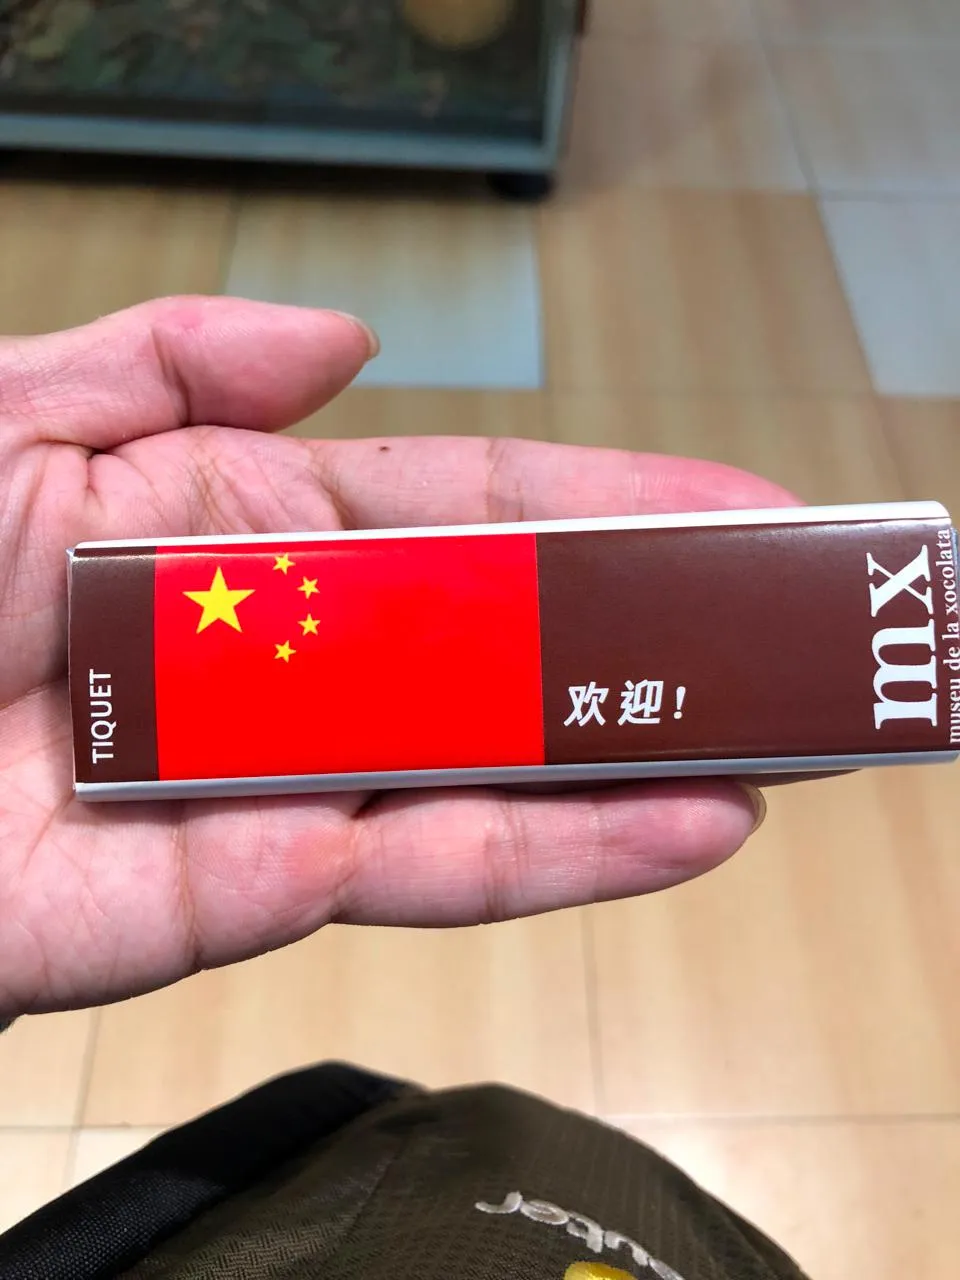 TIQUET
欢迎!
mx
museu de la xocolata